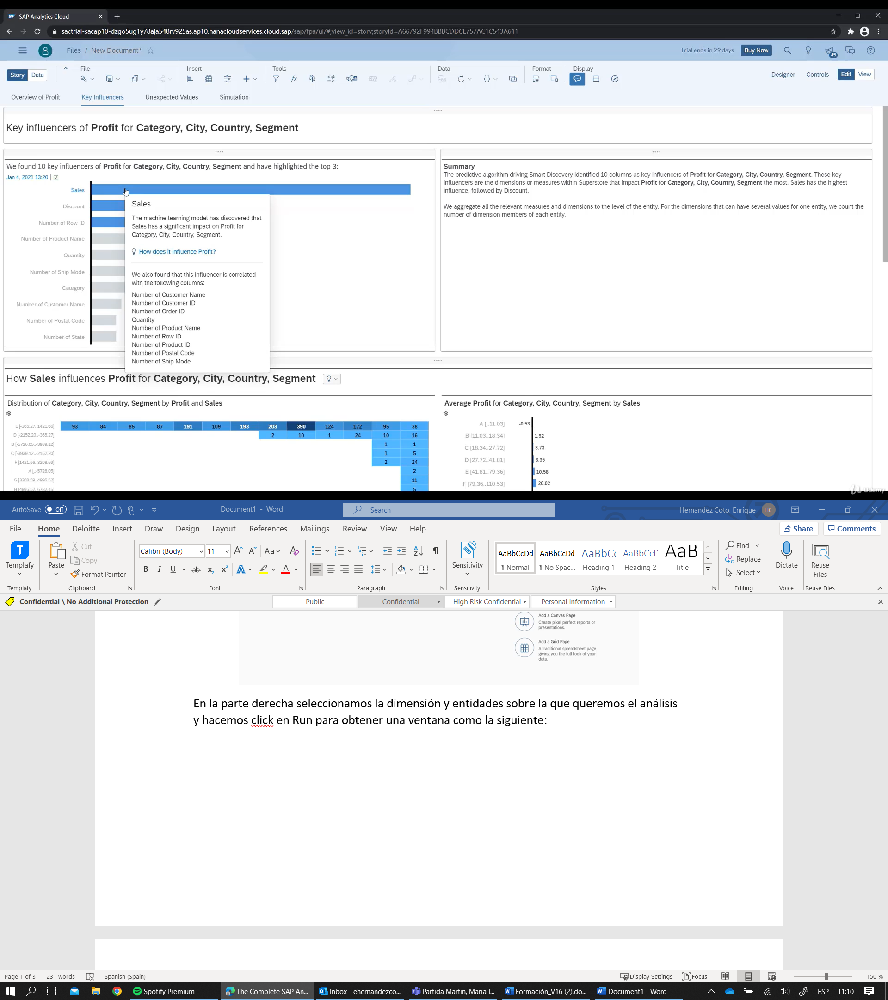 SAP Analytics Cloud
sactrial-sacap10-dzgo5ug1y78aja548rv925as.ap10.hanacloudservices.cloud.sap/sap/fpa/ui/#;view_id=story;storyId=A66792F994BBBCDDCE757AC1C543A611
Files / New Document* Trial ends in 29 days Buy Now 45
File Insert Tools Data Format Display
Story Data Designer Controls Edit View
Overview of Profit Key Influencers Unexpected Values Simulation
Key influencers of Profit for Category, City, Country, Segment
We found 10 key influencers of Profit for Category, City, Country, Segment and have highlighted the top 3:
Jan 4, 2021 13:20
Sales
Discount
Number of Row ID
Number of Product Name
Quantity
Number of Ship Mode
Category
Number of Customer Name
Number of Postal Code
Number of State
Sales
The machine learning model has discovered that
Sales has a significant impact on Profit for
Category, City, Country, Segment.
How does it influence Profit?
We also found that this influencer is correlated
with the following columns:
Number of Customer Name
Number of Customer ID
Number of Order ID
Quantity
Number of Product Name
Number of Row ID
Number of Product ID
Number of Postal Code
Number of Ship Mode
Summary
The predictive algorithm driving Smart Discovery identified 10 columns as key influencers of Profit for Category, City, Country, Segment. These key
influencers are the dimensions or measures within Superstore that impact Profit for Category, City, Country, Segment the most. Sales has the highest
influence, followed by Discount.
We aggregate all the relevant measures and dimensions to the level of the entity. For the dimensions that can have several values for one entity, we count the
number of dimension members of each entity.
How Sales influences Profit for Category, City, Country, Segment
Distribution of Category, City, Country, Segment by Profit and Sales
E [-365.27..1421.66] 93 84 85 87 191 109 193 203 390 124 172 95 38
D [-2152.20..-365.27] 2 10 1 24 10 16
B [-5726.05..-3939.12] 1 1
C [-3939.12..-2152.20] 1 5
F [1421.66..3208.59] 2 24
A [..-5726.05] 2
G [3208.59..4995.52] 11
H [4995.52..6782.45] 5
Average Profit for Category, City, Country, Segment by Sales
A [..11.03] -0.53
B [11.03..18.34] 1.92
C [18.34..27.72] 3.73
D [27.72..41.81] 6.35
E [41.81..79.36] 10.58
F [79.36..110.53] 20.02
Udemy
AutoSave Off Document1 - Word Search Hernandez Coto, Enrique HC
File Home Deloitte Insert Draw Design Layout References Mailings Review View Help Share Comments
Templafy Paste Cut Copy Format Painter
Calibri (Body) 11
AaBbCcDd ¶ Normal
AaBbCcDd ¶ No Spac...
AaBbCc Heading 1
AaBbCcD Heading 2
AaB Title
Sensitivity Find Replace Select Dictate Reuse Files
Templafy Clipboard Font Paragraph Sensitivity Styles Editing Voice Reuse Files
Confidential \ No Additional Protection Public Confidential High Risk Confidential Personal Information
Add a Canvas Page
Create pixel perfect reports or
presentations.
Add a Grid Page
A traditional spreadsheet page
giving you the full look of your
data.
En la parte derecha seleccionamos la dimensión y entidades sobre la que queremos el análisis
y hacemos click en Run para obtener una ventana como la siguiente:
Page 1 of 3 231 words Spanish (Spain) Display Settings Focus 150 %
Spotify Premium The Complete SAP An... Inbox - ehernandezco... Partida Martin, Maria I... Formación_V16 (2).do... Document1 - Word ESP 11:10